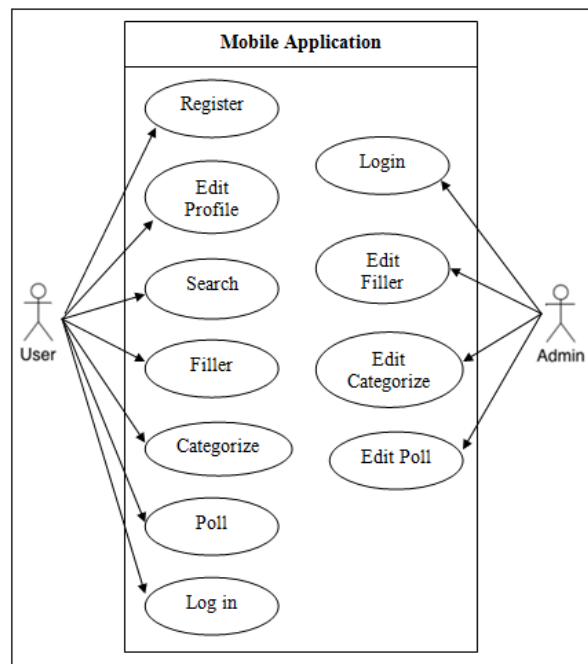 Mobile Application
Register
Edit
Profile
Search
Filler
Categorize
Poll
Log in
Login
Edit
Filler
Edit
Categorize
Edit Poll
User
Admin